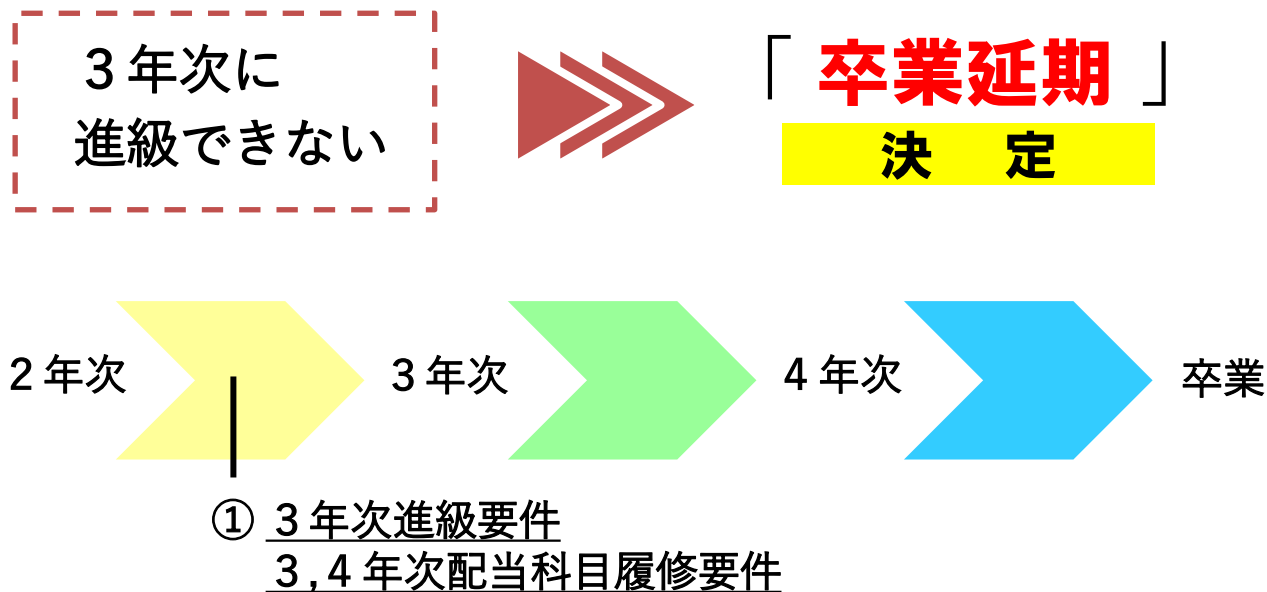 3年次に
進級できない
「卒業延期」
決 定
2年次
3年次
4年次
卒業
① 3年次進級要件
3,4年次配当科目履修要件